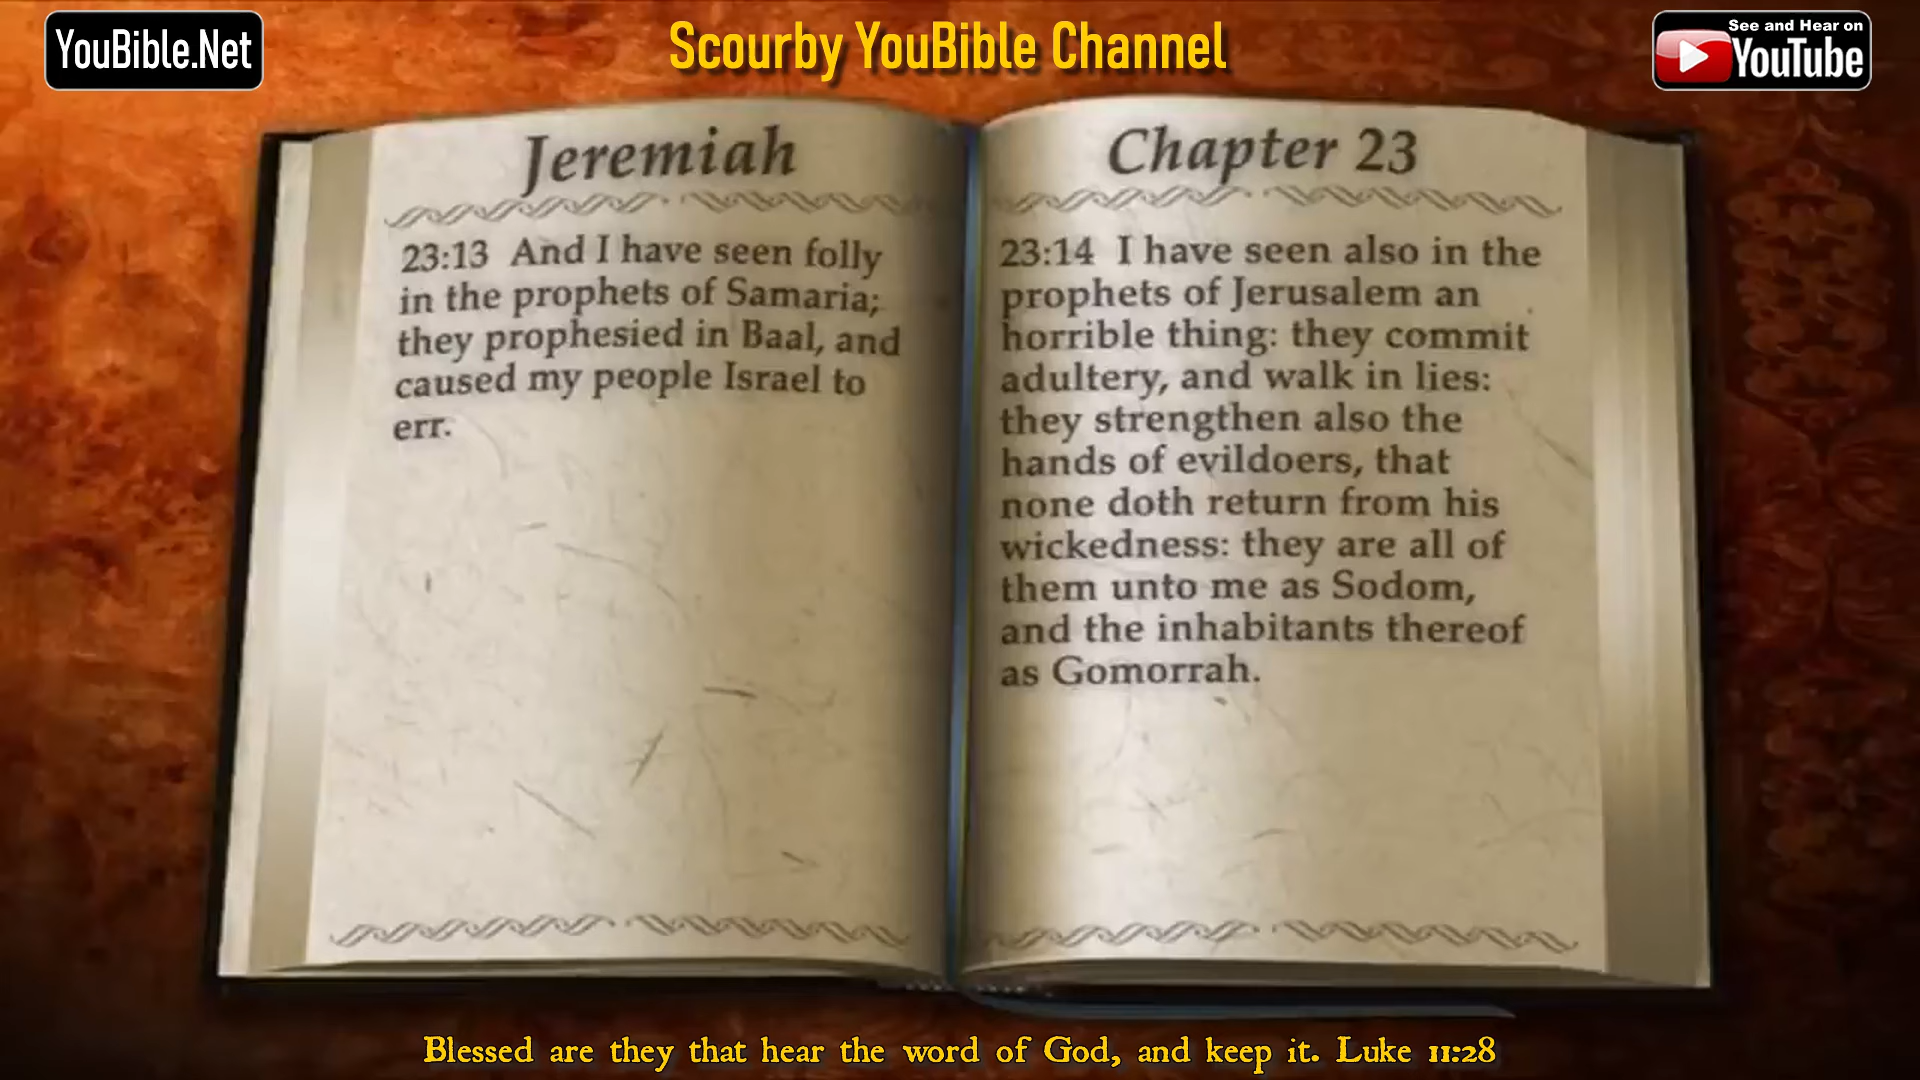 YouBible.Net
Scourby YouBible Channel
See and Hear on
YouTube
Jeremiah
23:13 And I have seen folly
in the prophets of Samaria;
they prophesied in Baal, and
caused my people Israel to
err.
Chapter 23
23:14 I have seen also in the
prophets of Jerusalem an
horrible thing: they commit
adultery, and walk in lies:
they strengthen also the
hands of evildoers, that
none doth return from his
wickedness: they are all of
them unto me as Sodom,
and the inhabitants thereof
as Gomorrah.
Blessed are they that hear the word of God, and keep it. Luke 11:28